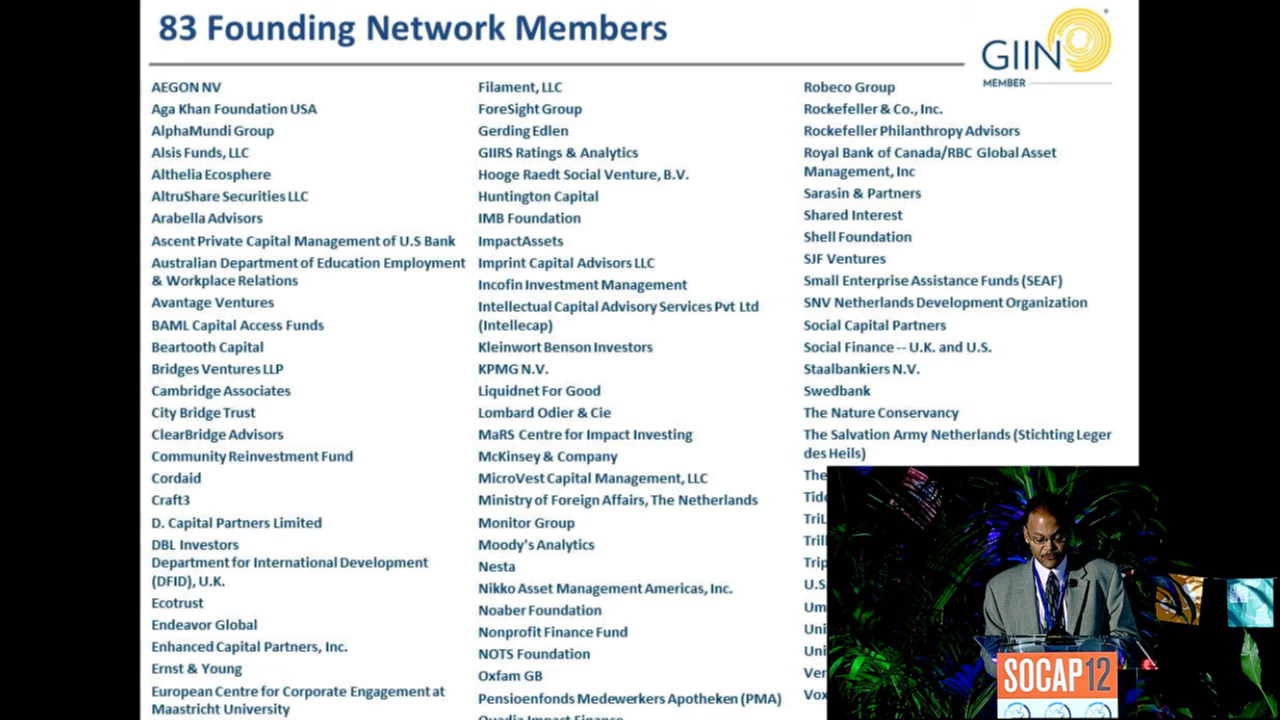 83 Founding Network Members
GIIN
MEMBER
AEGON NV
Aga Khan Foundation USA
AlphaMundi Group
Alsis Funds, LLC
Althelia Ecosphere
AltruShare Securities LLC
Arabella Advisors
Ascent Private Capital Management of U.S Bank
Australian Department of Education Employment
& Workplace Relations
Avantage Ventures
BAML Capital Access Funds
Beartooth Capital
Bridges Ventures LLP
Cambridge Associates
City Bridge Trust
ClearBridge Advisors
Community Reinvestment Fund
Cordaid
Craft3
D. Capital Partners Limited
DBL Investors
Department for International Development
(DFID), U.K.
Ecotrust
Endeavor Global
Enhanced Capital Partners, Inc.
Ernst & Young
European Centre for Corporate Engagement at
Maastricht University
Filament, LLC
ForeSight Group
Gerding Edlen
GIIRS Ratings & Analytics
Hooge Raedt Social Venture, B.V.
Huntington Capital
IMB Foundation
ImpactAssets
Imprint Capital Advisors LLC
Incofin Investment Management
Intellectual Capital Advisory Services Pvt Ltd
(Intellecap)
Kleinwort Benson Investors
KPMG N.V.
Liquidnet For Good
Lombard Odier & Cie
MaRS Centre for Impact Investing
McKinsey & Company
MicroVest Capital Management, LLC
Ministry of Foreign Affairs, The Netherlands
Monitor Group
Moody's Analytics
Nesta
Nikko Asset Management Americas, Inc.
Noaber Foundation
Nonprofit Finance Fund
NOTS Foundation
Oxfam GB
Pensioenfonds Medewerkers Apotheken (PMA)
Robeco Group
Rockefeller & Co., Inc.
Rockefeller Philanthropy Advisors
Royal Bank of Canada/RBC Global Asset
Management, Inc
Sarasin & Partners
Shared Interest
Shell Foundation
SJF Ventures
Small Enterprise Assistance Funds (SEAF)
SNV Netherlands Development Organization
Social Capital Partners
Social Finance -- U.K. and U.S.
Staalbankiers N.V.
Swedbank
The Nature Conservancy
The Salvation Army Netherlands (Stichting Leger
des Heils)
The
SOCAP12